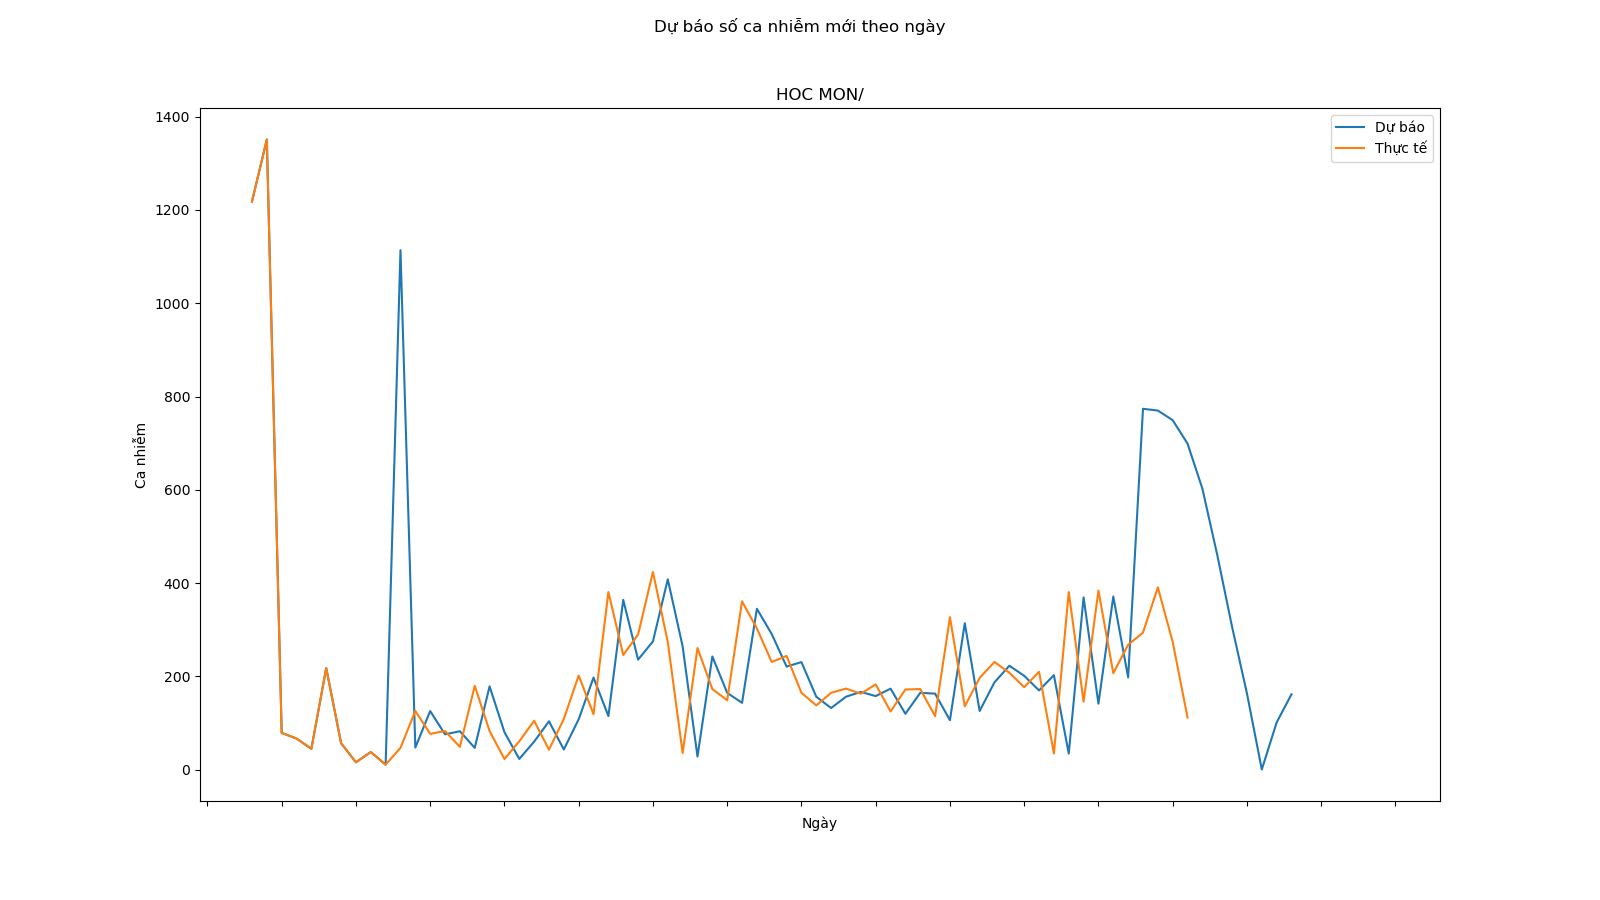 Dự báo số ca nhiễm mới theo ngày
HOC MON/
1400
1200
1000
800
600
400
200
0
Ca nhiễm
Ngày
Dự báo
Thực tế